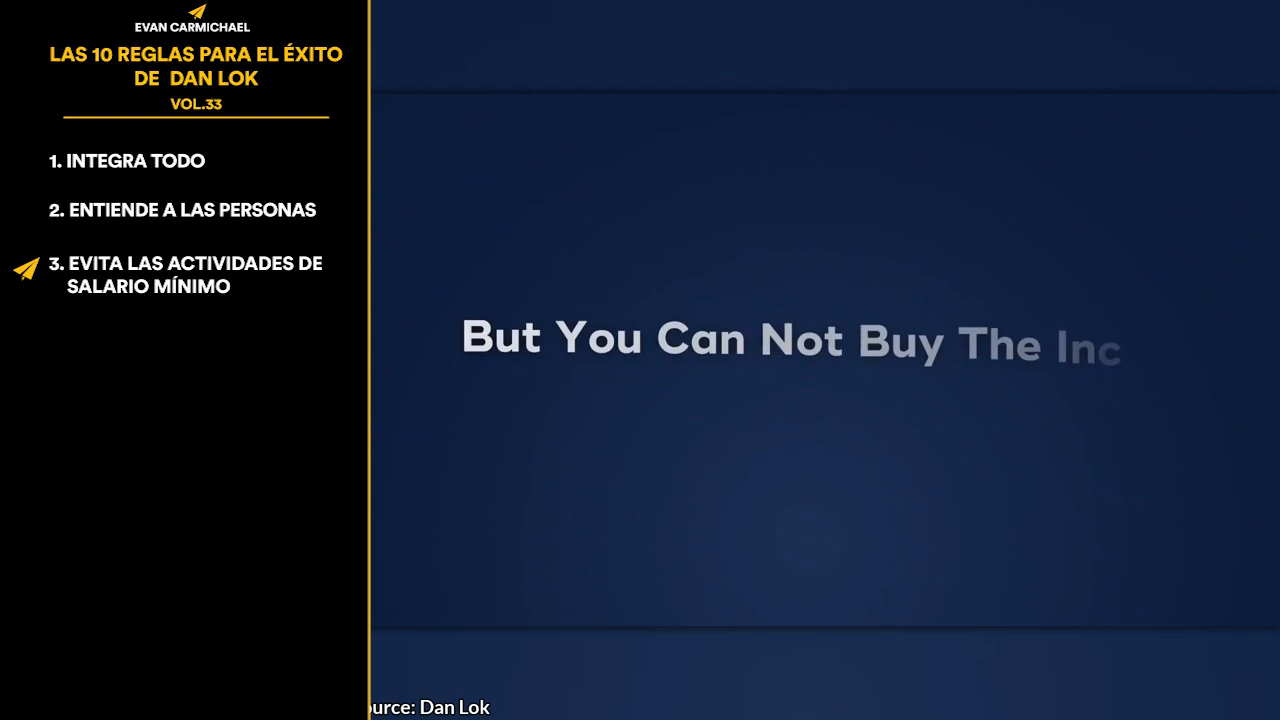 EVAN CARMICHAEL
LAS 10 REGLAS PARA EL ÉXITO
DE DAN LOK
VOL.33
1. INTEGRA TODO
2. ENTIENDE A LAS PERSONAS
3. EVITA LAS ACTIVIDADES DE
SALARIO MÍNIMO
But You Can Not Buy The Inc
ource: Dan Lok